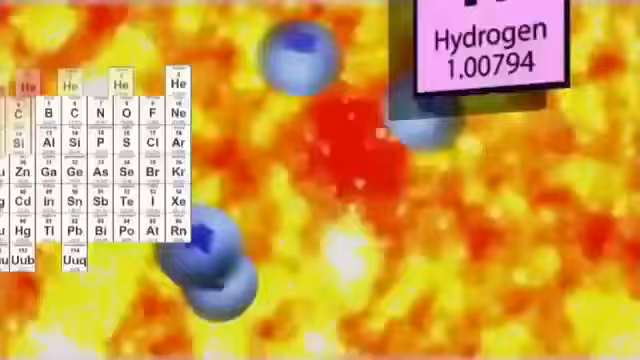 Hydrogen
1.00794
He He He He
C B C N O F Ne
Si Al Si P S Cl Ar
Zn Ga Ge As Se Br Kr
Cd In Sn Sb Te I Xe
Hg Tl Pb Bi Po At Rn
Uub Uuq